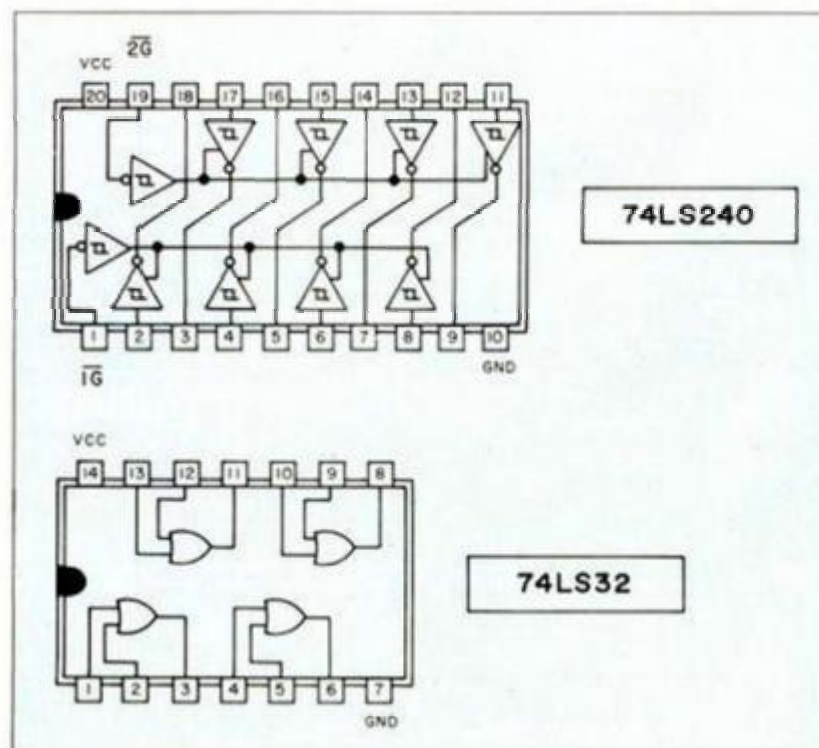 2G
VCC
20 19 18 17 16 15 14 13 12 11
74LS240
1 2 3 4 5 6 7 8 9 10
1G
GND
VCC
14 13 12 11 10 9 8
74LS32
1 2 3 4 5 6 7
GND